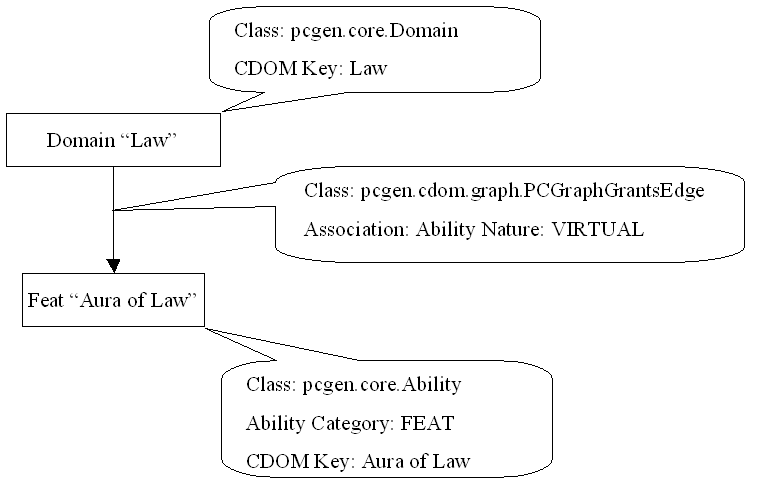 Class: pcgen.core.Domain
CDOM Key: Law
Domain “Law”
Class: pcgen.cdom.graph.PCGraphGrantsEdge
Association: Ability Nature: VIRTUAL
Feat “Aura of Law”
Class: pcgen.core.Ability
Ability Category: FEAT
CDOM Key: Aura of Law